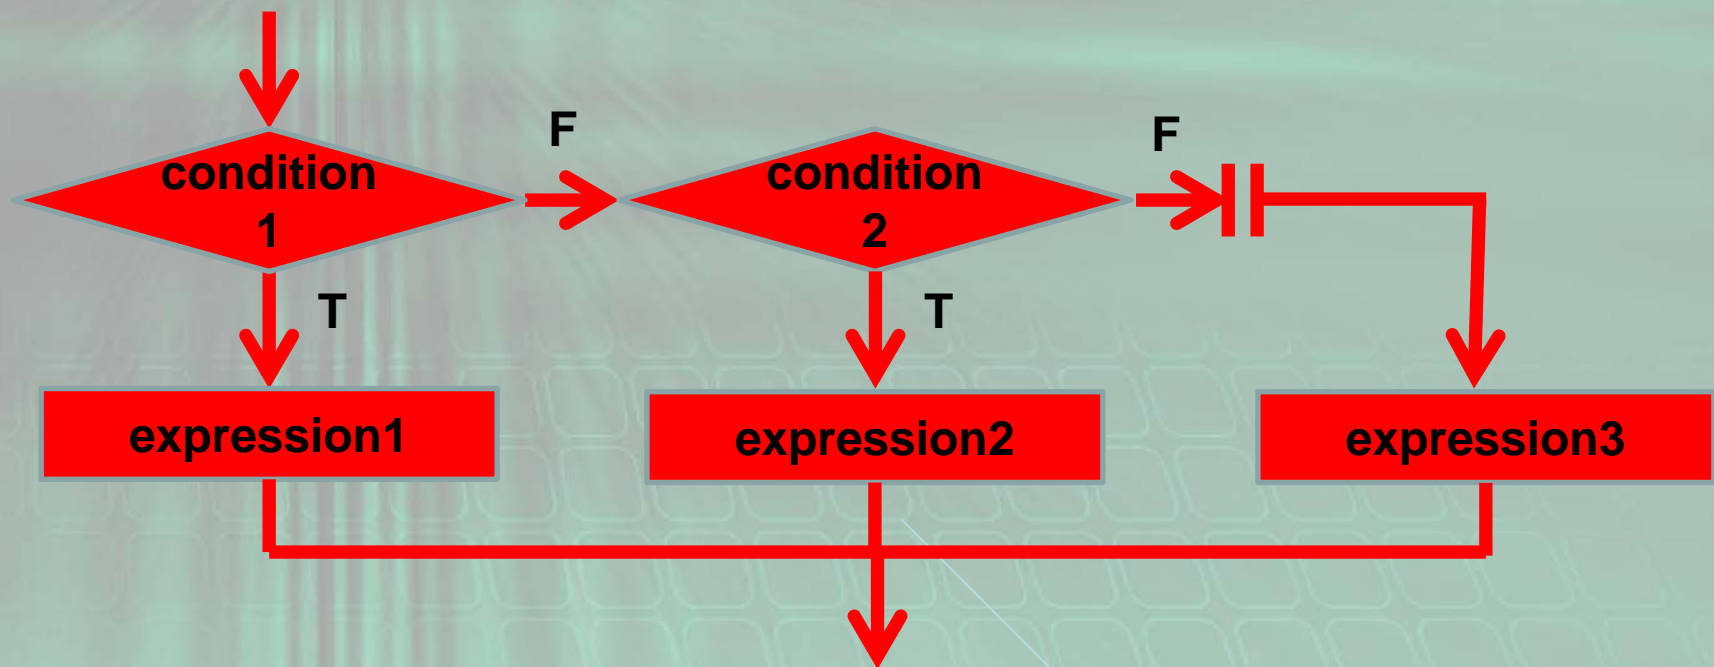 F
F
condition
1
condition
2
T
T
expression1
expression2
expression3